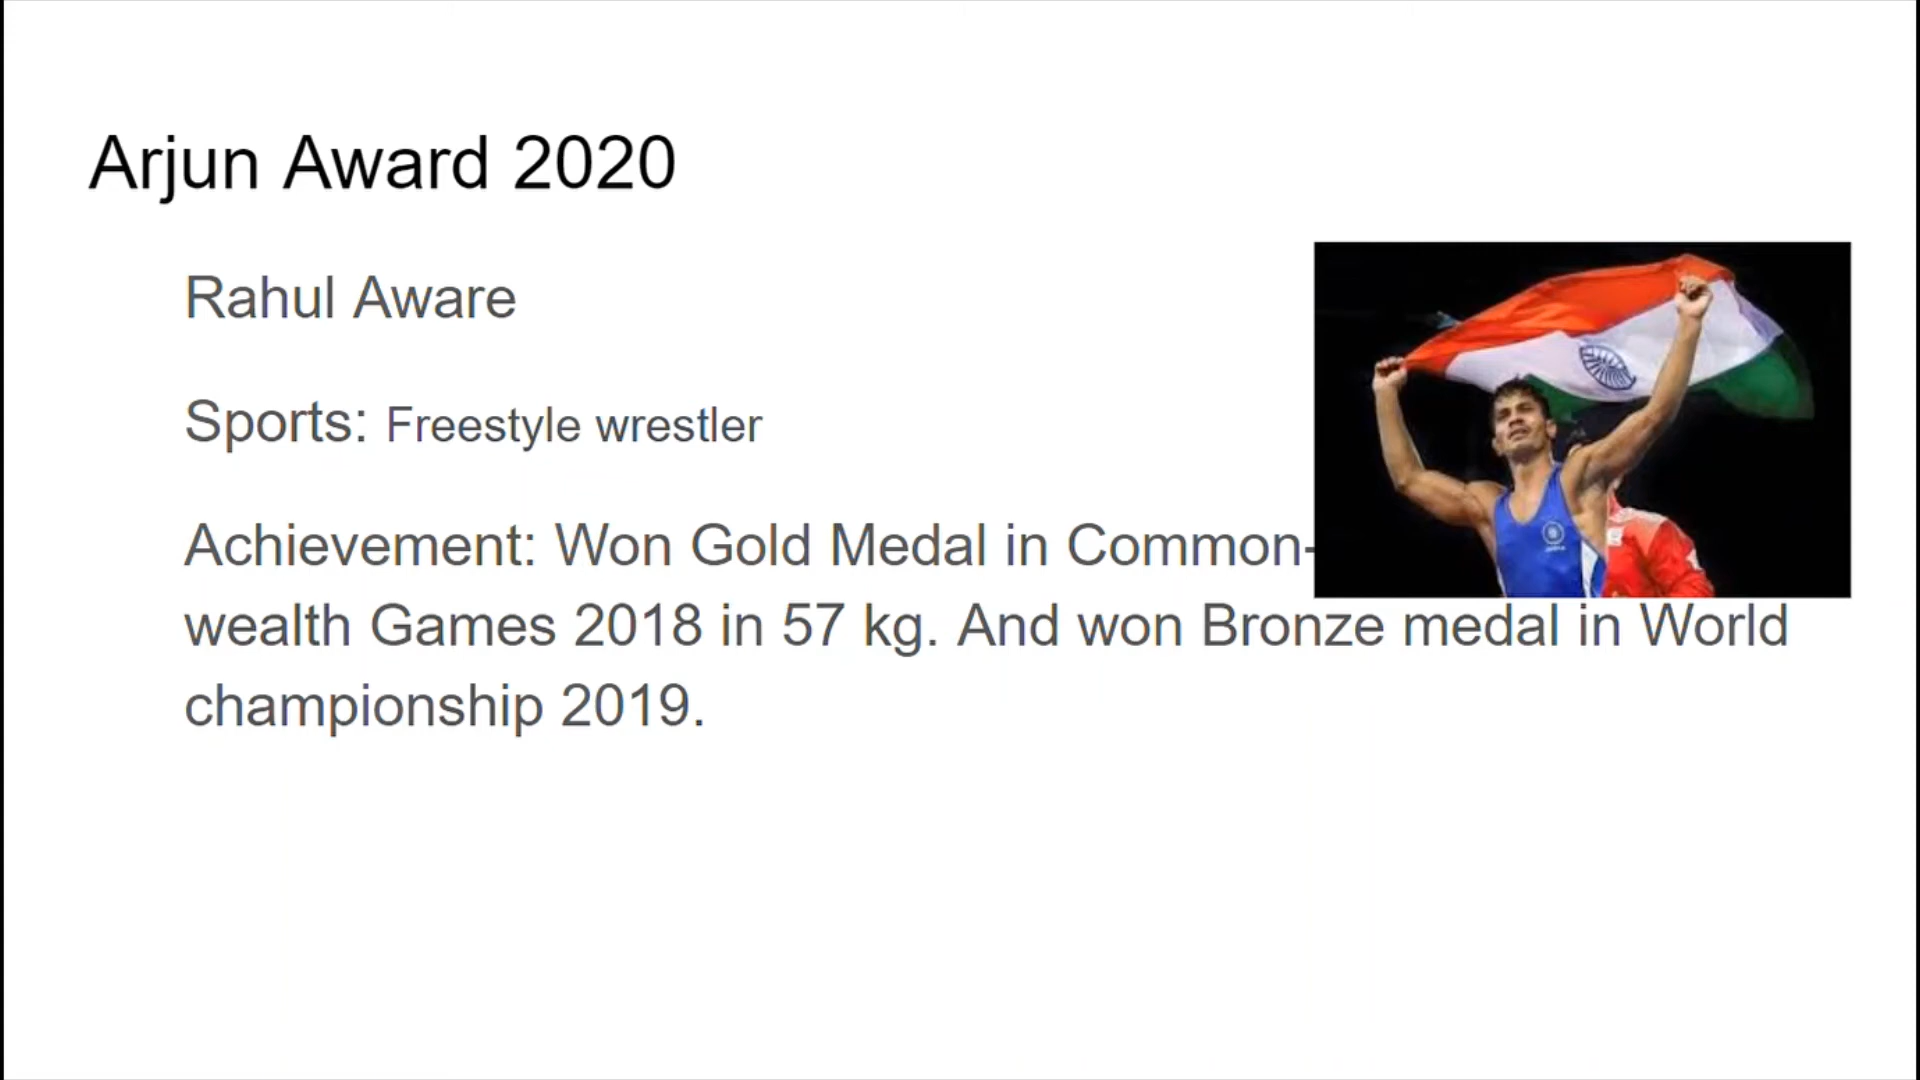 Arjun Award 2020
Rahul Aware
Sports: Freestyle wrestler
Achievement: Won Gold Medal in Common-
wealth Games 2018 in 57 kg. And won Bronze medal in World
championship 2019.